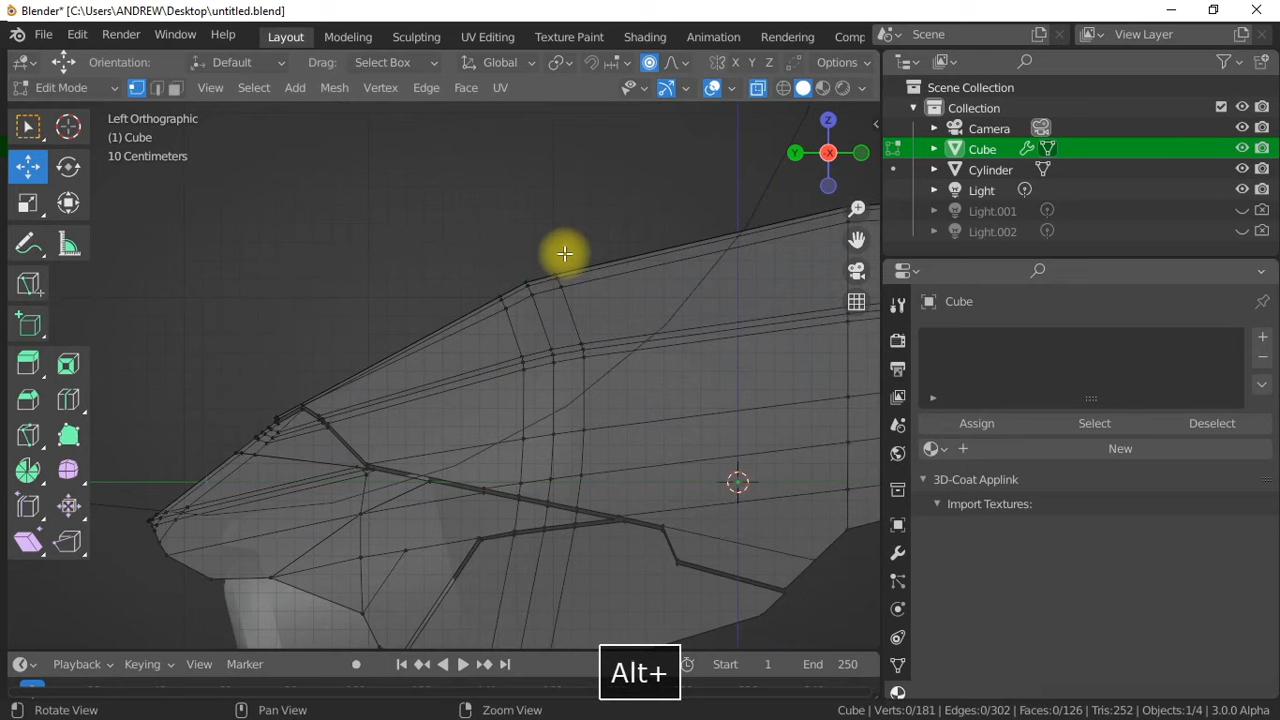 Blender* [C:\Users\ANDREW\Desktop\untitled.blend]
File Edit Render Window Help Layout Modeling Sculpting UV Editing Texture Paint Shading Animation Rendering Comp Scene View Layer
Orientation: Default Drag: Select Box Global X Y Z Options
Edit Mode View Select Add Mesh Vertex Edge Face UV
Scene Collection
Collection
Camera
Cube
Cylinder
Light
Light.001
Light.002
Left Orthographic
(1) Cube
10 Centimeters
Z
Y
X
Cube
Assign Select Deselect
New
3D-Coat Applink
Import Textures:
Alt+
Playback Keying View Marker Start 1 End 250
Rotate View Pan View Zoom View Cube | Verts:0/181 | Edges:0/302 | Faces:0/126 | Tris:252 | Objects:1/4 | 3.0.0 Alpha